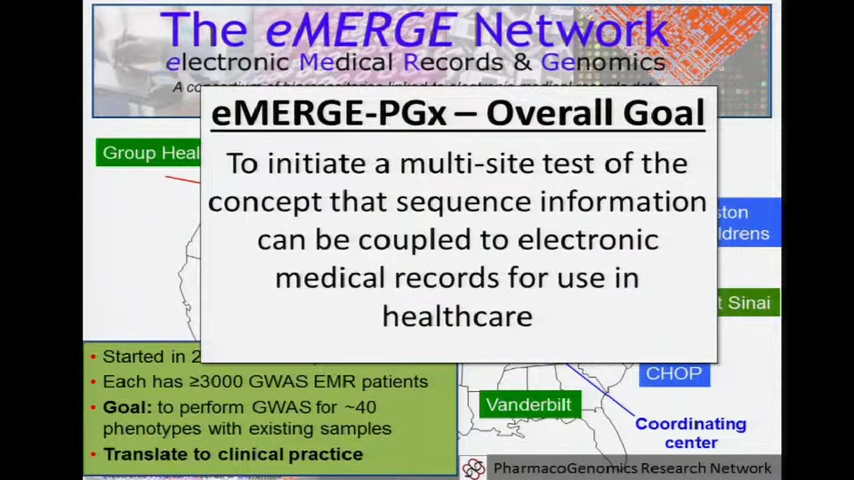 The eMERGE Network
electronic Medical Records & Genomics
eMERGE-PGx – Overall Goal
To initiate a multi-site test of the
concept that sequence information
can be coupled to electronic
medical records for use in
healthcare
Group Heal
ston
ldrens
t Sinai
CHOP
Vanderbilt
Coordinating
center
• Started in 2
• Each has ≥3000 GWAS EMR patients
• Goal: to perform GWAS for ~40
phenotypes with existing samples
• Translate to clinical practice
PharmacoGenomics Research Network